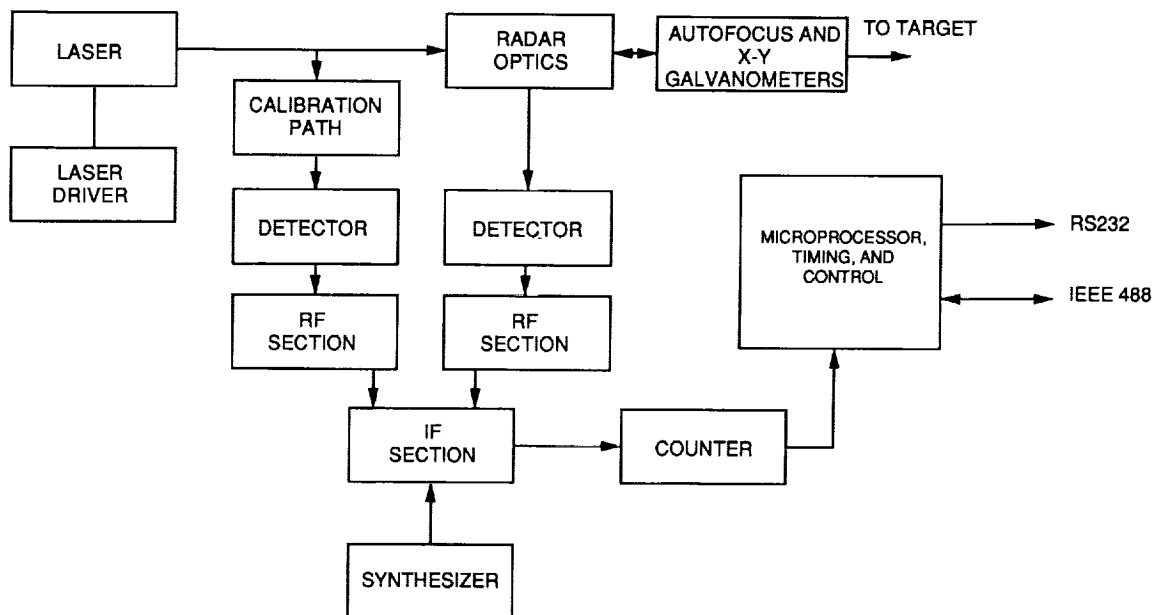 LASER
RADAR
OPTICS
AUTOFOCUS AND
X-Y
GALVANOMETERS
TO TARGET
CALIBRATION
PATH
LASER
DRIVER
DETECTOR
DETECTOR
MICROPROCESSOR,
TIMING, AND
CONTROL
RS232
IEEE 488
RF
SECTION
RF
SECTION
IF
SECTION
COUNTER
SYNTHESIZER